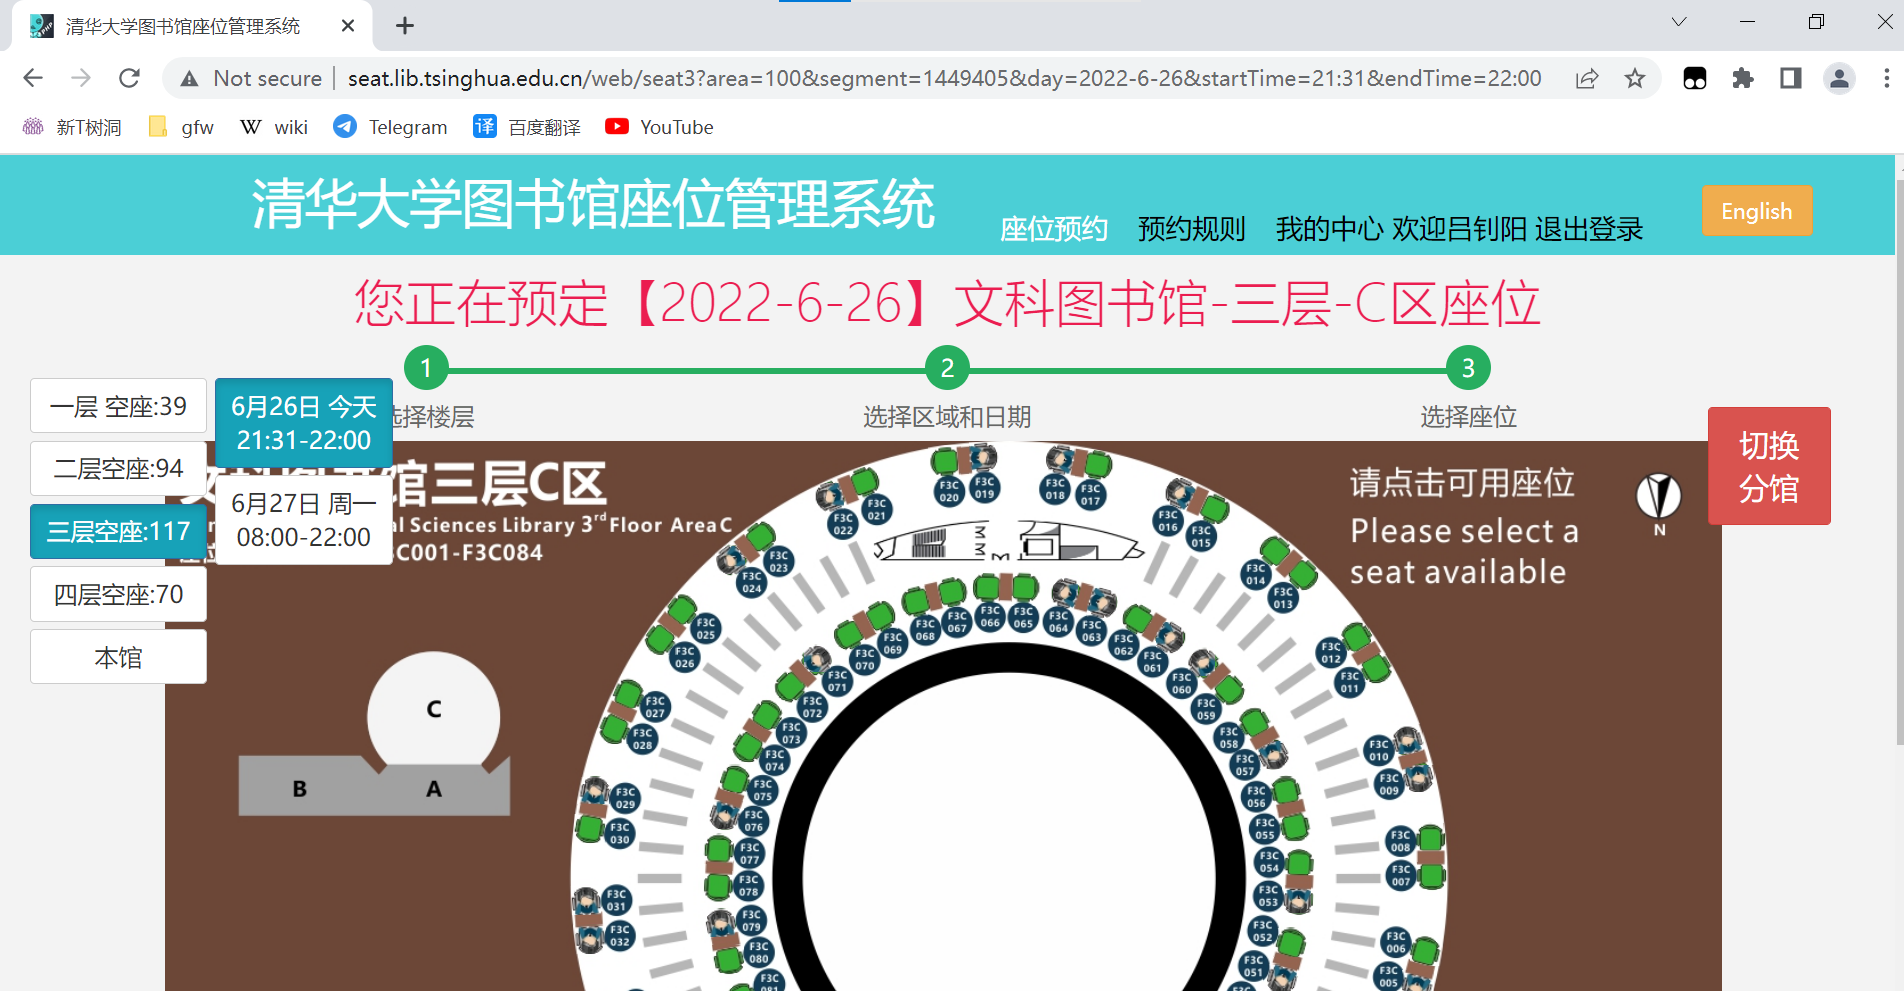 清华大学图书馆座位管理系统
Not secure
seat.lib.tsinghua.edu.cn/web/seat3?area=100&segment=1449405&day=2022-6-26&startTime=21:31&endTime=22:00
新T树洞
gfw
wiki
Telegram
译 百度翻译
YouTube
清华大学图书馆座位管理系统
座位预约 预约规则 我的中心 欢迎吕钊阳 退出登录
English
您正在预定【2022-6-26】文科图书馆-三层-C区座位
1
2
3
选择楼层
选择区域和日期
选择座位
一层 空座:39
二层空座:94
三层空座:117
四层空座:70
本馆
6月26日 今天
21:31-22:00
6月27日 周一
08:00-22:00
切换
分馆
馆三层C区
al Sciences Library 3rd Floor Area C
C001-F3C084
请点击可用座位
Please select a
seat available
N
C
B
A
F3C 020
F3C 019
F3C 018
F3C 017
F3C 021
F3C 022
F3C 016
F3C 015
F3C 023
F3C 024
F3C 014
F3C 013
F3C 025
F3C 026
F3C 012
F3C 011
F3C 027
F3C 028
F3C 010
F3C 009
F3C 029
F3C 030
F3C 008
F3C 007
F3C 031
F3C 032
F3C 006
F3C 005
F3C 066
F3C 065
F3C 064
F3C 063
F3C 062
F3C 061
F3C 060
F3C 059
F3C 058
F3C 057
F3C 056
F3C 055
F3C 054
F3C 053
F3C 052
F3C 051
F3C 067
F3C 068
F3C 069
F3C 070
F3C 071
F3C 072
F3C 073
F3C 074
F3C 075
F3C 076
F3C 077
F3C 078
F3C 079
F3C 080
F3C 081